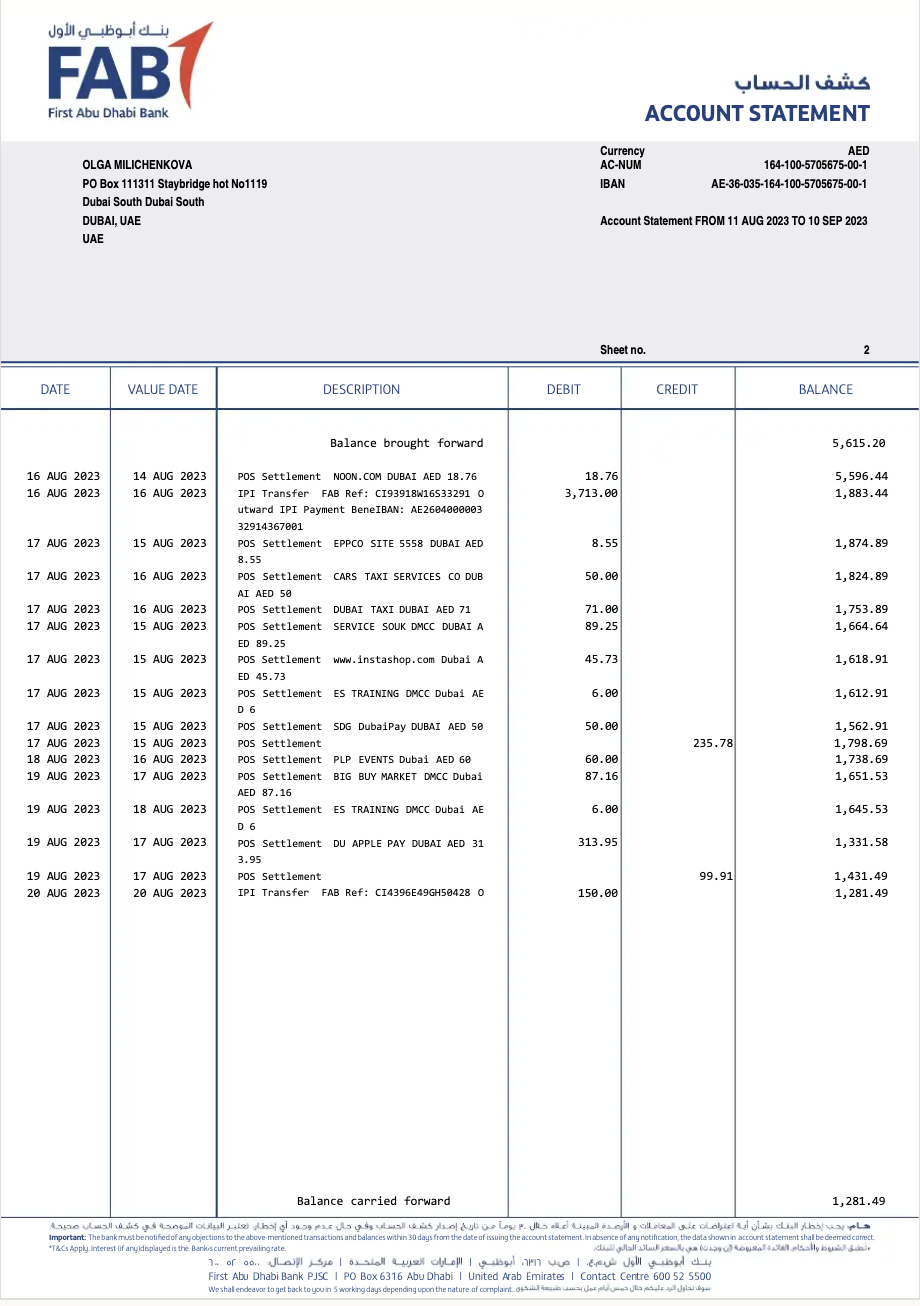 بنك أبوظبي الأول
FAB
First Abu Dhabi Bank
كشف الحساب
ACCOUNT STATEMENT
Currency AED
OLGA MILICHENKOVA AC-NUM 164-100-5705675-00-1
PO Box 111311 Staybridge hot No1119 IBAN AE-36-035-164-100-5705675-00-1
Dubai South Dubai South
DUBAI, UAE Account Statement FROM 11 AUG 2023 TO 10 SEP 2023
UAE
Sheet no. 2
DATE VALUE DATE DESCRIPTION DEBIT CREDIT BALANCE
Balance brought forward 5,615.20
16 AUG 2023 14 AUG 2023 POS Settlement NOON.COM DUBAI AED 18.76 18.76 5,596.44
16 AUG 2023 16 AUG 2023 IPI Transfer FAB Ref: CI93918W16S33291 O 3,713.00 1,883.44
utward IPI Payment BeneIBAN: AE2604000003
32914367001
17 AUG 2023 15 AUG 2023 POS Settlement EPPCO SITE 5558 DUBAI AED 8.55 1,874.89
8.55
17 AUG 2023 16 AUG 2023 POS Settlement CARS TAXI SERVICES CO DUB 50.00 1,824.89
AI AED 50
17 AUG 2023 16 AUG 2023 POS Settlement DUBAI TAXI DUBAI AED 71 71.00 1,753.89
17 AUG 2023 15 AUG 2023 POS Settlement SERVICE SOUK DMCC DUBAI A 89.25 1,664.64
ED 89.25
17 AUG 2023 15 AUG 2023 POS Settlement www.instashop.com Dubai A 45.73 1,618.91
ED 45.73
17 AUG 2023 15 AUG 2023 POS Settlement ES TRAINING DMCC Dubai AE 6.00 1,612.91
D 6
17 AUG 2023 15 AUG 2023 POS Settlement SDG DubaiPay DUBAI AED 50 50.00 1,562.91
17 AUG 2023 15 AUG 2023 POS Settlement 235.78 1,798.69
18 AUG 2023 16 AUG 2023 POS Settlement PLP EVENTS Dubai AED 60 60.00 1,738.69
19 AUG 2023 17 AUG 2023 POS Settlement BIG BUY MARKET DMCC Dubai 87.16 1,651.53
AED 87.16
19 AUG 2023 18 AUG 2023 POS Settlement ES TRAINING DMCC Dubai AE 6.00 1,645.53
D 6
19 AUG 2023 17 AUG 2023 POS Settlement DU APPLE PAY DUBAI AED 31 313.95 1,331.58
3.95
19 AUG 2023 17 AUG 2023 POS Settlement 99.91 1,431.49
20 AUG 2023 20 AUG 2023 IPI Transfer FAB Ref: CI4396E49GH50428 O 150.00 1,281.49
Balance carried forward 1,281.49
هـام: يجب إخطار البنك بشأن أية اعتراضات على المعاملات و الأرصدة المبينة أعلاه خلال ٣٠ يوماً من تاريخ إصدار كشف الحساب وفي حال عدم وجود أي إخطار، تعتبر البيانات الموضحة في كشف الحساب صحيحة.
Important: The bank must be notified of any objections to the above-mentioned transactions and balances within 30 days from the date of issuing the account statement. In absence of any notification, the data shown in account statement shall be deemed correct.
*T&Cs Apply. Interest (if any)displayed is the Bank›s current prevailing rate. •تطبق الشروط والأحكام. الفائدة المعروضة (إن وجدت) هي بالسعر السائد الحالي للبنك.
بنك أبوظبي الأول ش.م.ع. | ص.ب ٦٣١٦، أبوظبي | الإمارات العربية المتحدة | مركز الإتصال: ٥٥٠٠ ٥٢ ٦٠٠
First Abu Dhabi Bank PJSC | PO Box 6316 Abu Dhabi | United Arab Emirates | Contact Centre 600 52 5500
We shall endeavor to get back to you in 5 working days depending upon the nature of complaint. سوف نحاول الرد عليكم خلال خمس أيام عمل بحسب طبيعة الشكوى.